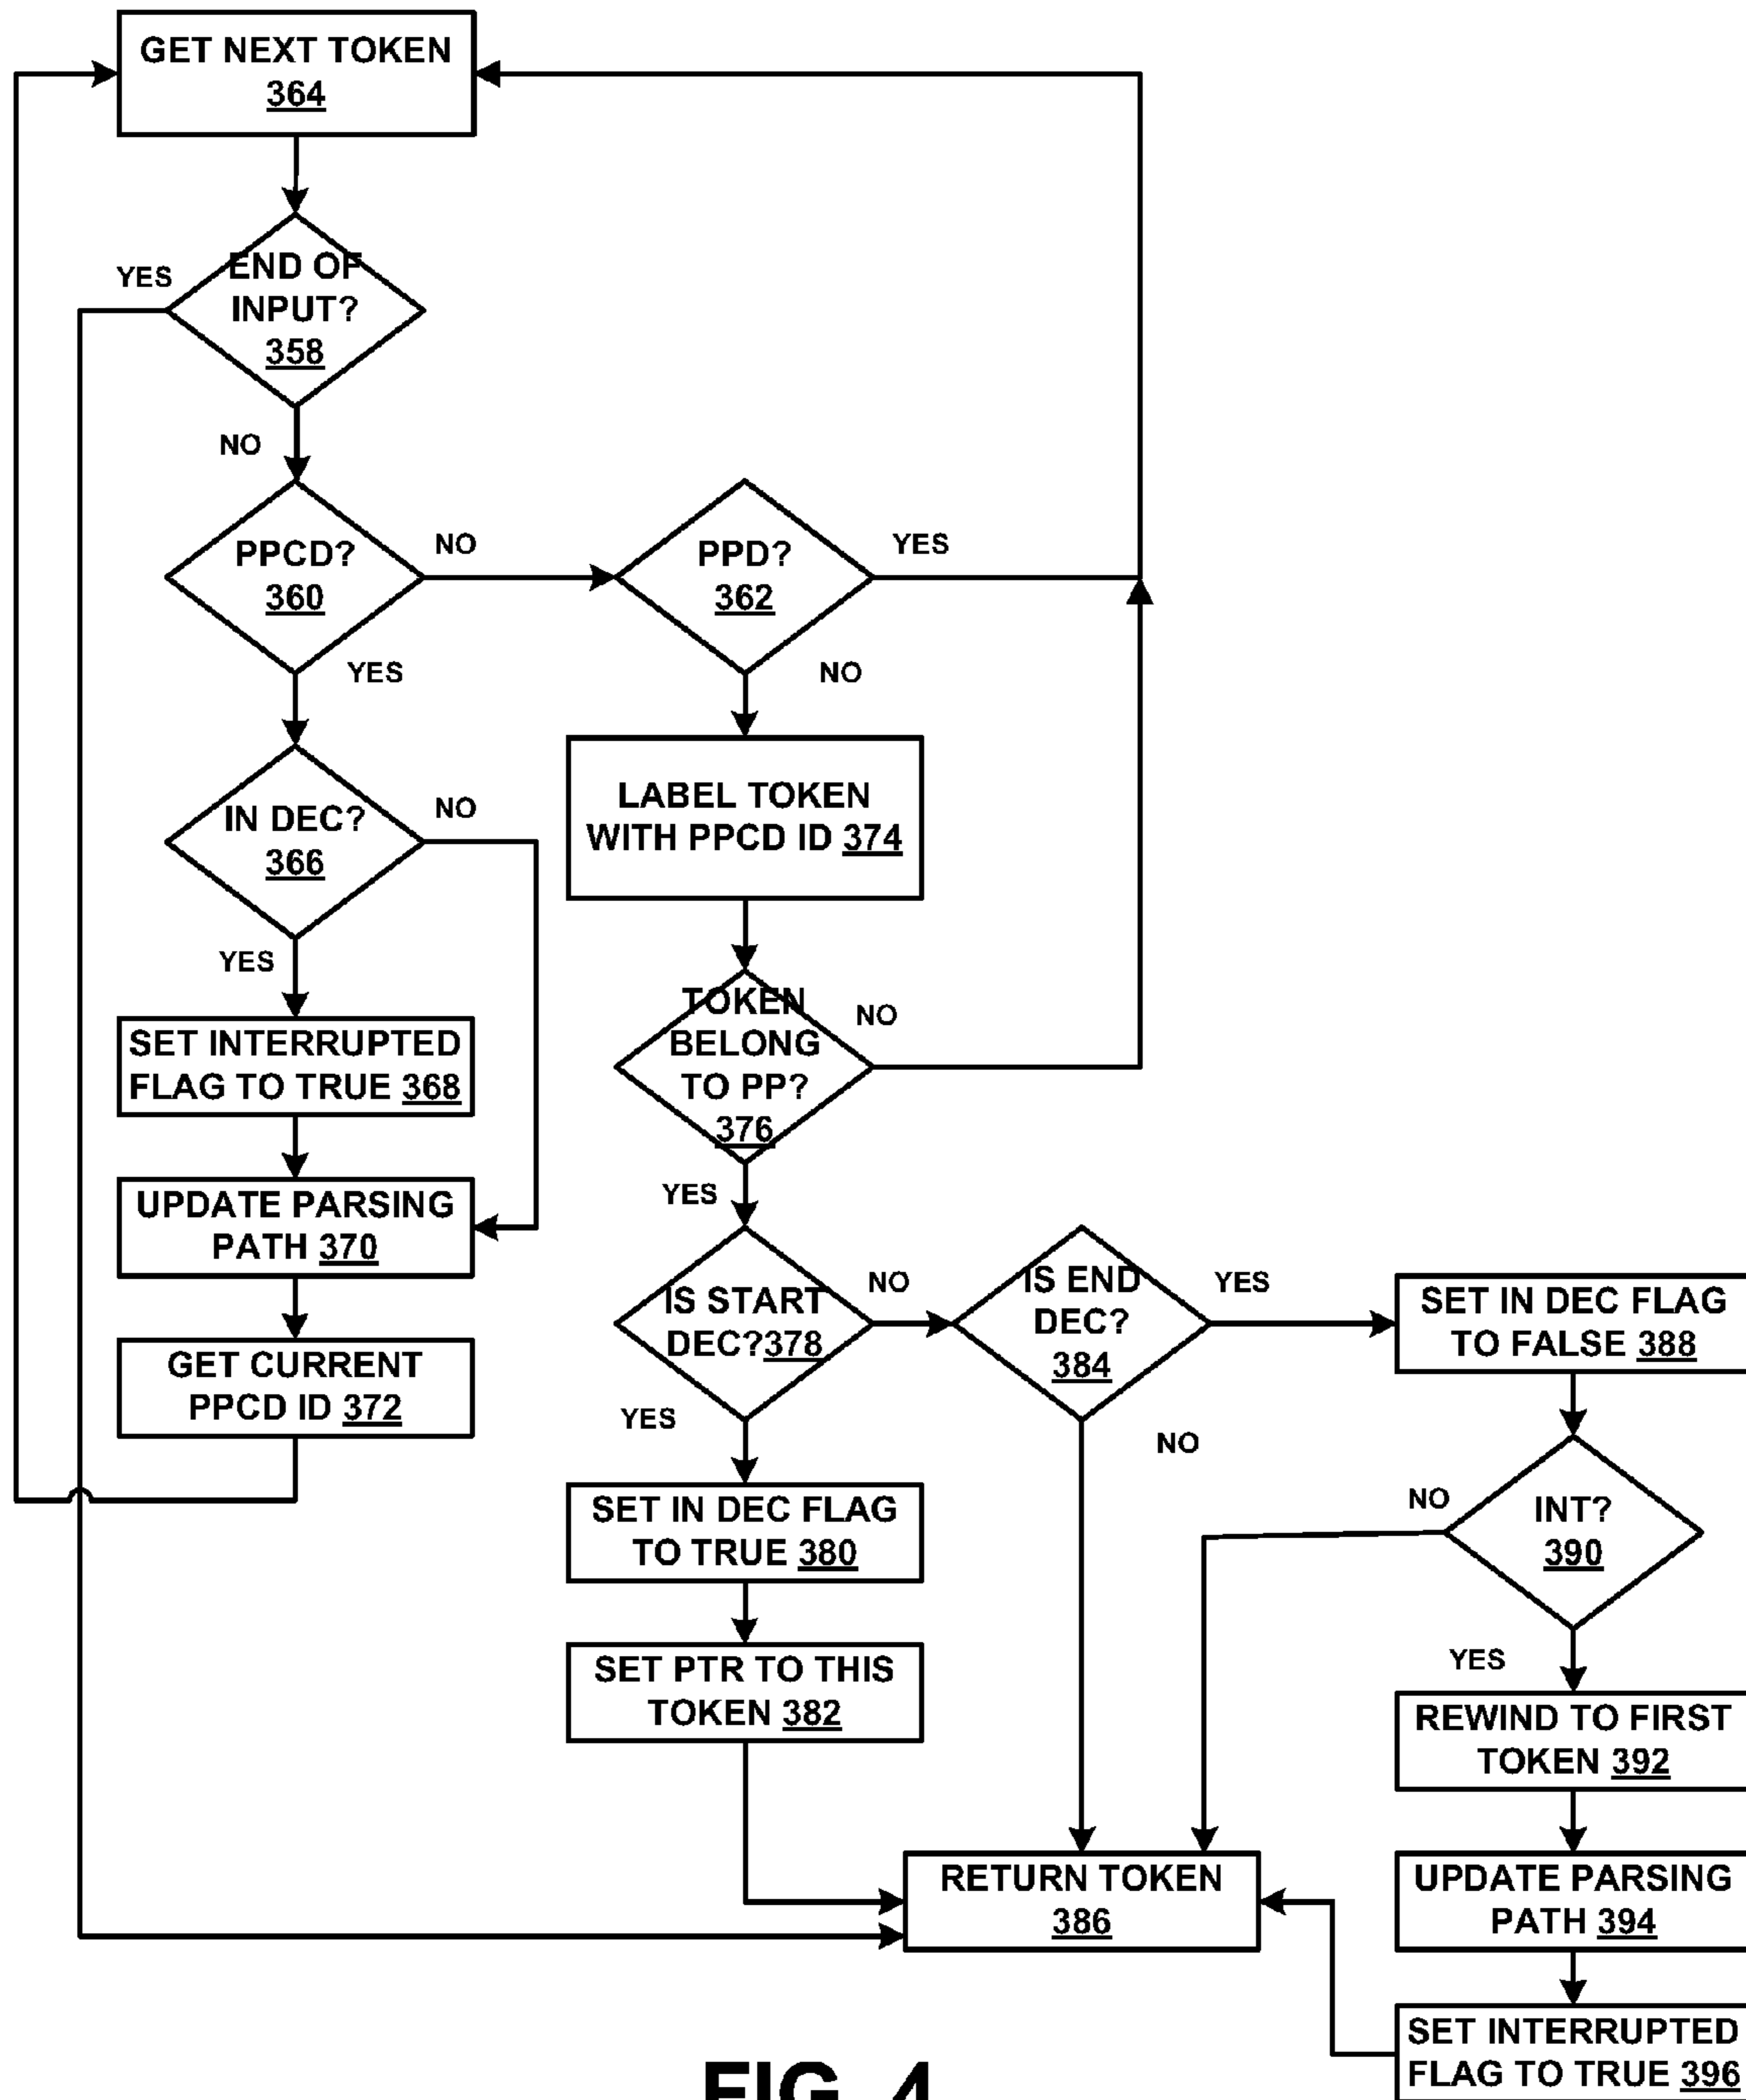 GET NEXT TOKEN
364
YES
END OF
INPUT?
358
NO
PPCD?
360
NO
PPD?
362
YES
YES
NO
IN DEC?
366
NO
LABEL TOKEN
WITH PPCD ID 374
YES
TOKEN
BELONG
TO PP?
376
NO
SET INTERRUPTED
FLAG TO TRUE 368
UPDATE PARSING
PATH 370
YES
GET CURRENT
PPCD ID 372
IS START
DEC?378
NO
IS END
DEC?
384
YES
SET IN DEC FLAG
TO FALSE 388
YES
NO
SET IN DEC FLAG
TO TRUE 380
NO
INT?
390
SET PTR TO THIS
TOKEN 382
YES
REWIND TO FIRST
TOKEN 392
RETURN TOKEN
386
UPDATE PARSING
PATH 394
SET INTERRUPTED
FLAG TO TRUE 396
FIG. 4